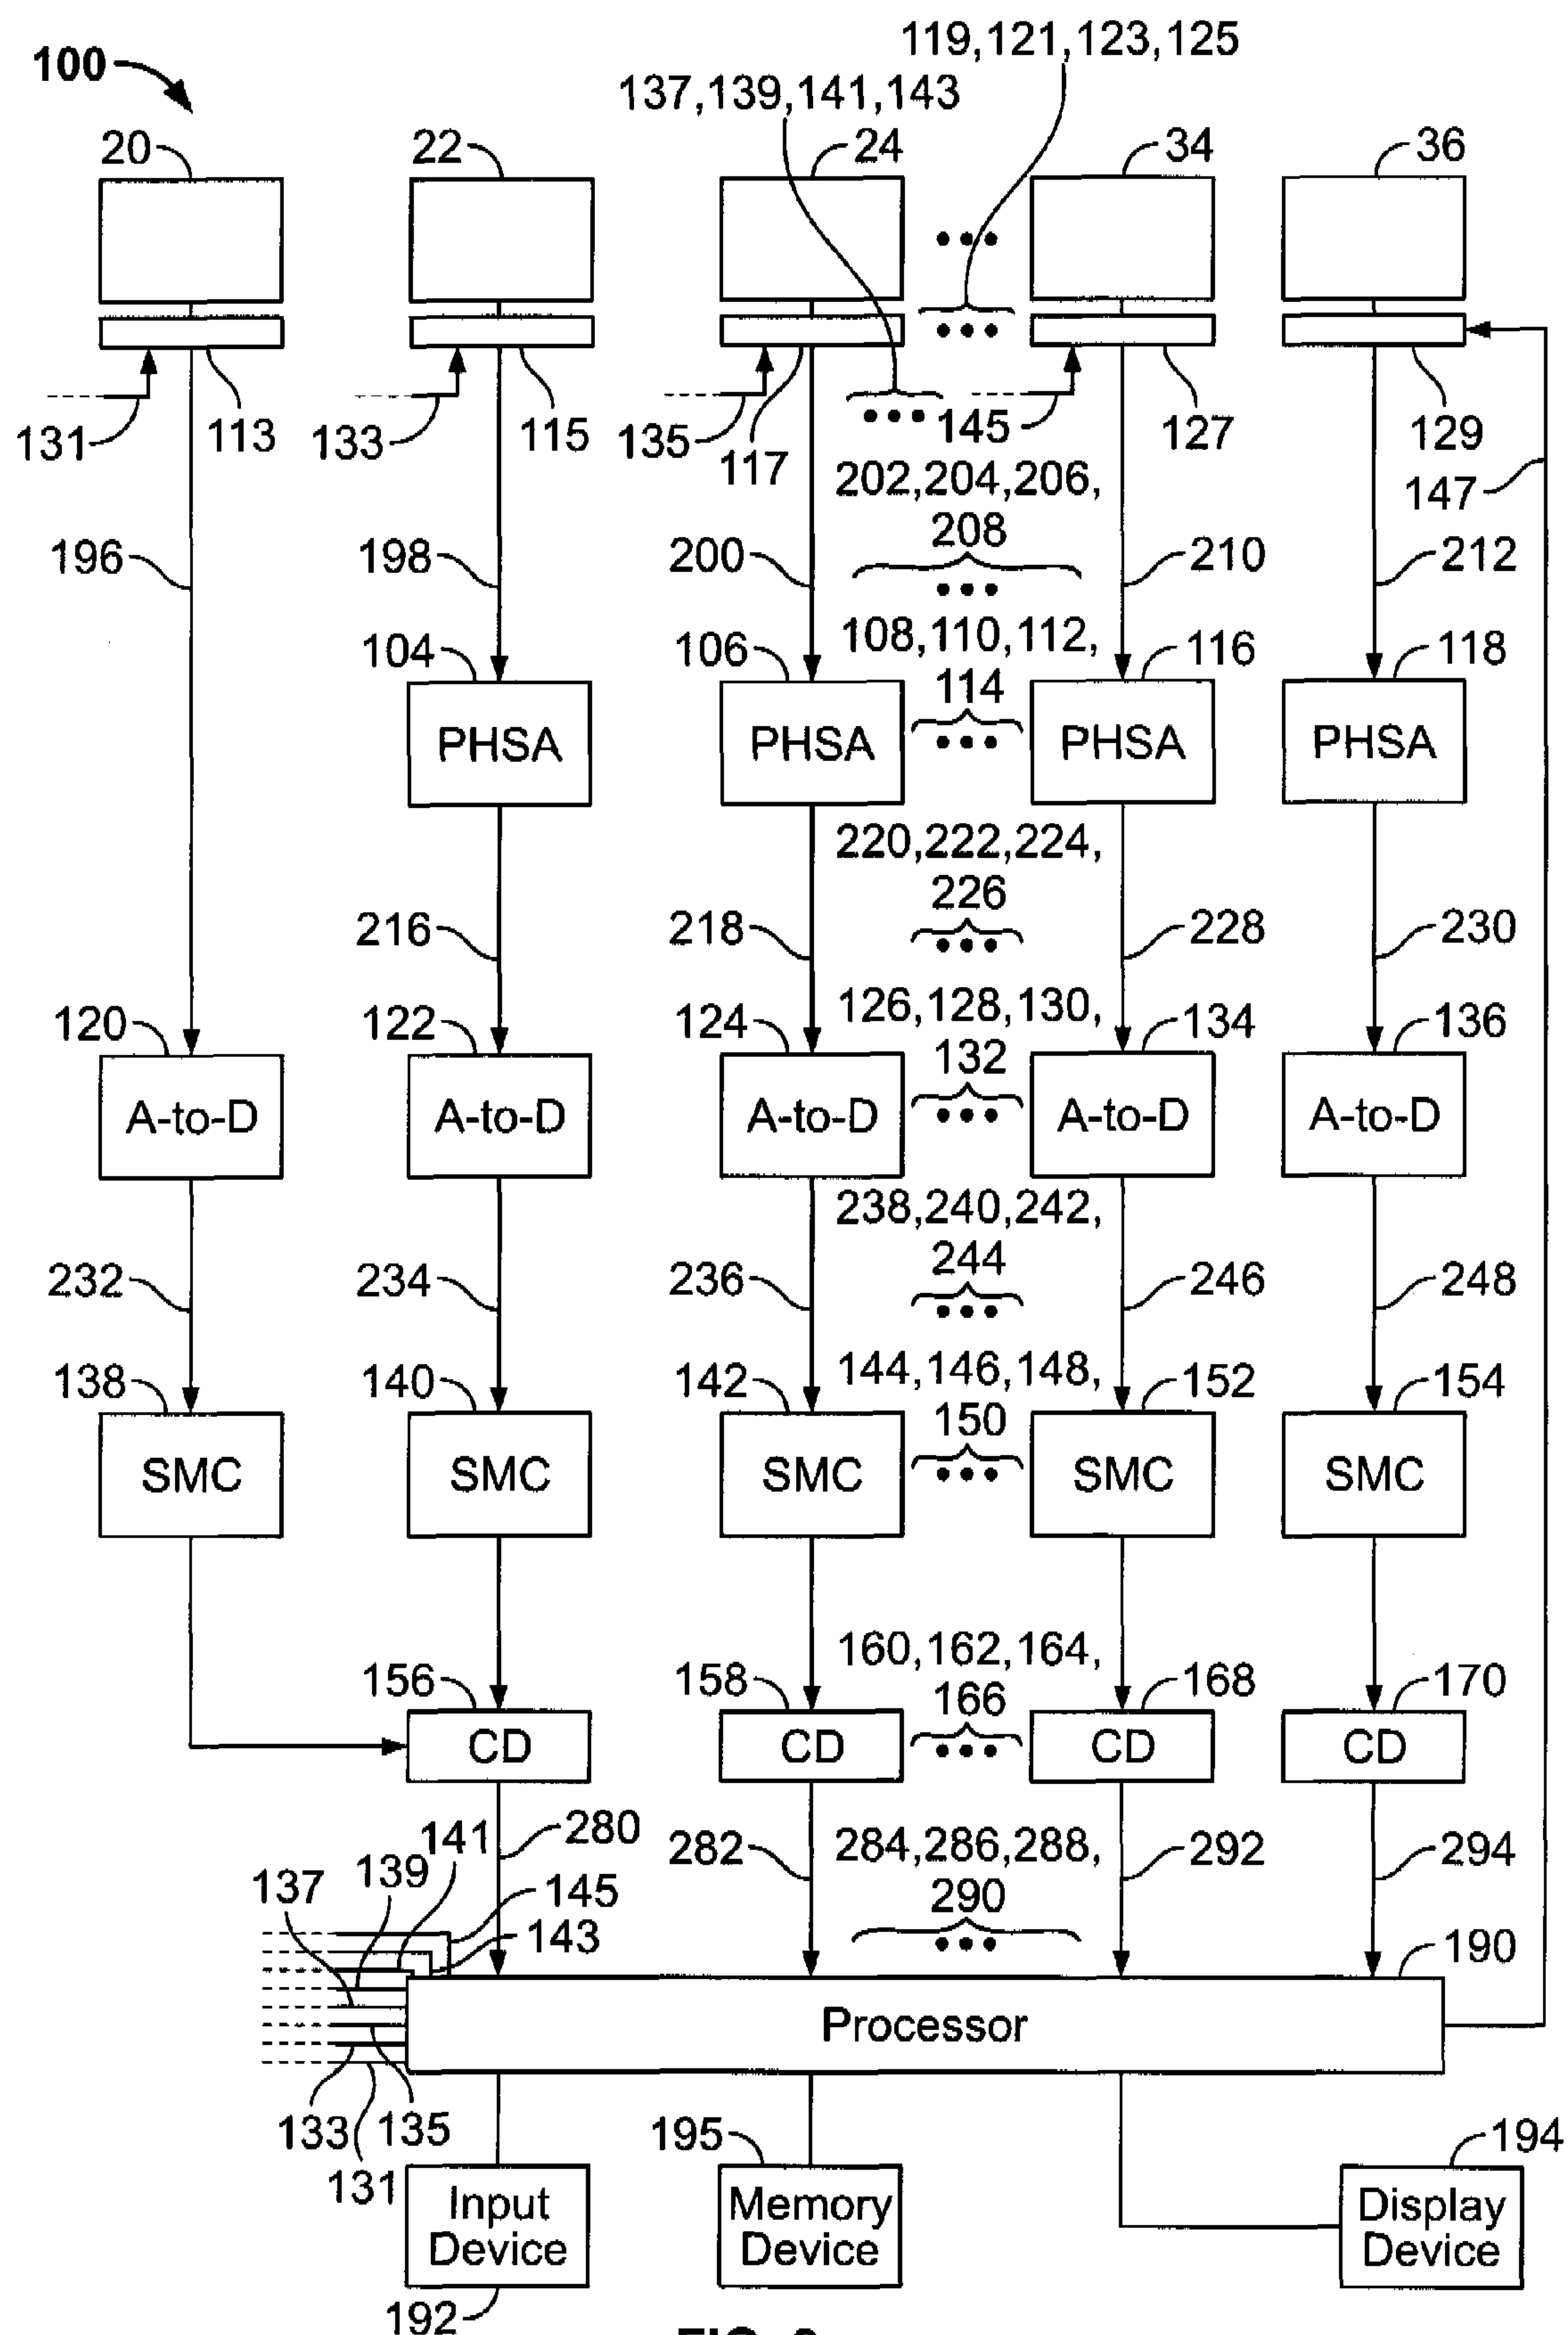 119,121,123,125
100
137,139,141,143
20 22 24 34 36
131 113 133 115 135 117 145 127 129
147
202,204,206,
208
196 198 200 210 212
108,110,112,
114
104 106 116 118
PHSA PHSA PHSA PHSA
220,222,224,
226
216 218 228 230
126,128,130,
132
120 122 124 134 136
A-to-D A-to-D A-to-D A-to-D A-to-D
238,240,242,
244
232 234 236 246 248
144,146,148,
150
138 140 142 152 154
SMC SMC SMC SMC SMC
160,162,164,
166
156 158 168 170
CD CD CD CD
280
284,286,288,
290
282 292 294
141
139
137
145
143
190
Processor
133 135
131
195 194
Input
Device
Memory
Device
Display
Device
192